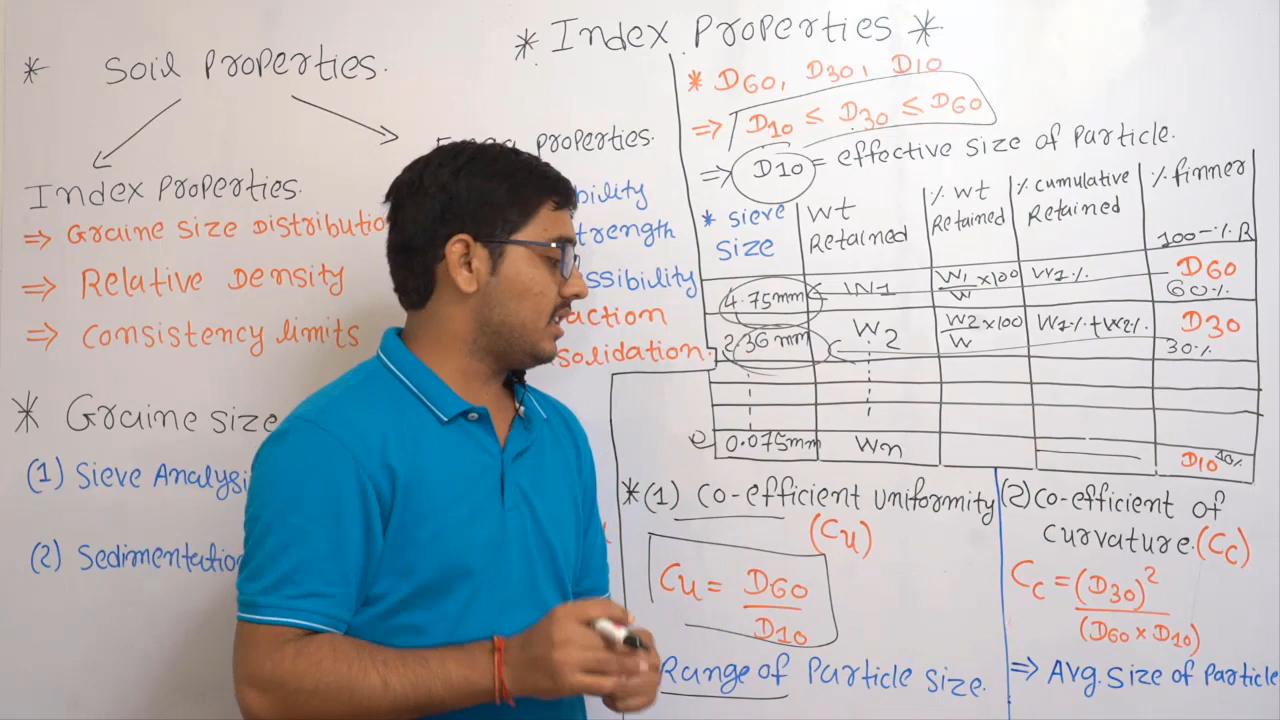 * Index Properties *
* Soil Properties.
Properties.
Index Properties.
⇒ Graine size Distributio
⇒ Relative Density
⇒ Consistency limits
bility
trength
ssibility
action
solidation.
* Graine size
(1) Sieve Analysi
(2) Sedimentation
* D60, D30, D10
⇒ D10 ≤ D30 ≤ D60
⇒ D10 = effective size of Particle.
* sieve size | Wt Retained | % wt Retained | % cumulative Retained | % finner 100-% R
4.75mm | W1 | W1/W ×100 | W1% | D60 60%
2.36 mm | W2 | W2/W ×100 | W1%+W2% | D30 30%
0.075mm | Wn | D10 10%
* (1) Co-efficient uniformity
(Cu)
Cu = D60/D10
Range of Particle size.
(2) Co-efficient of
curvature. (Cc)
Cc = (D30)²/(D60 × D10)
⇒ Avg. size of Particle